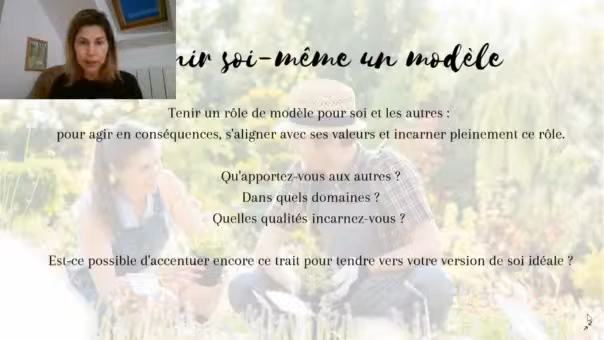 soi-même un modèle
Tenir un rôle de modèle pour soi et les autres :
pour agir en conséquences, s'aligner avec ses valeurs et incarner pleinement ce rôle.
Qu'apportez-vous aux autres ?
Dans quels domaines ?
Quelles qualités incarnez-vous ?
Est-ce possible d'accentuer encore ce trait pour tendre vers votre version de soi idéale ?